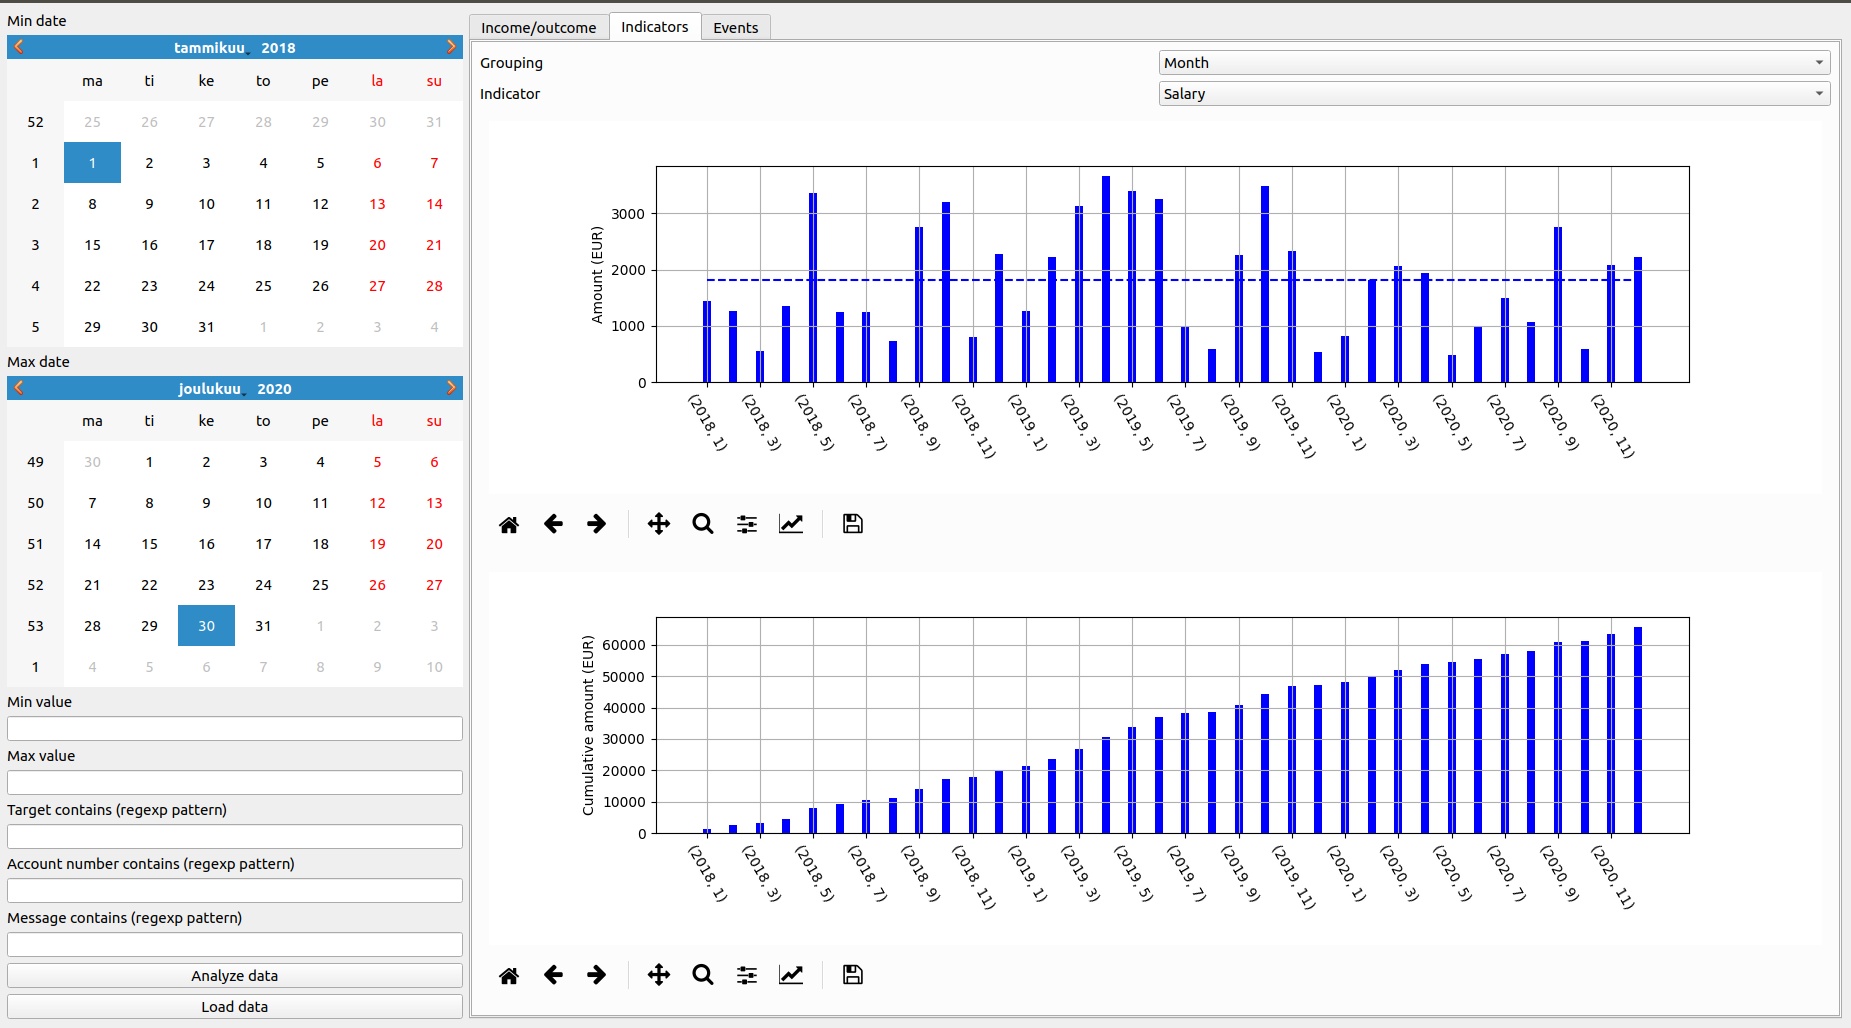 Min date
tammikuu 2018
ma ti ke to pe la su
52 25 26 27 28 29 30 31
1 1 2 3 4 5 6 7
2 8 9 10 11 12 13 14
3 15 16 17 18 19 20 21
4 22 23 24 25 26 27 28
5 29 30 31 1 2 3 4
Max date
joulukuu 2020
ma ti ke to pe la su
49 30 1 2 3 4 5 6
50 7 8 9 10 11 12 13
51 14 15 16 17 18 19 20
52 21 22 23 24 25 26 27
53 28 29 30 31 1 2 3
1 4 5 6 7 8 9 10
Min value
Max value
Target contains (regexp pattern)
Account number contains (regexp pattern)
Message contains (regexp pattern)
Analyze data
Load data
Income/outcome Indicators Events
Grouping Month
Indicator Salary
Amount (EUR)
3000
2000
1000
0
(2018, 1) (2018, 3) (2018, 5) (2018, 7) (2018, 9) (2018, 11) (2019, 1) (2019, 3) (2019, 5) (2019, 7) (2019, 9) (2019, 11) (2020, 1) (2020, 3) (2020, 5) (2020, 7) (2020, 9) (2020, 11)
Cumulative amount (EUR)
60000
50000
40000
30000
20000
10000
0
(2018, 1) (2018, 3) (2018, 5) (2018, 7) (2018, 9) (2018, 11) (2019, 1) (2019, 3) (2019, 5) (2019, 7) (2019, 9) (2019, 11) (2020, 1) (2020, 3) (2020, 5) (2020, 7) (2020, 9) (2020, 11)